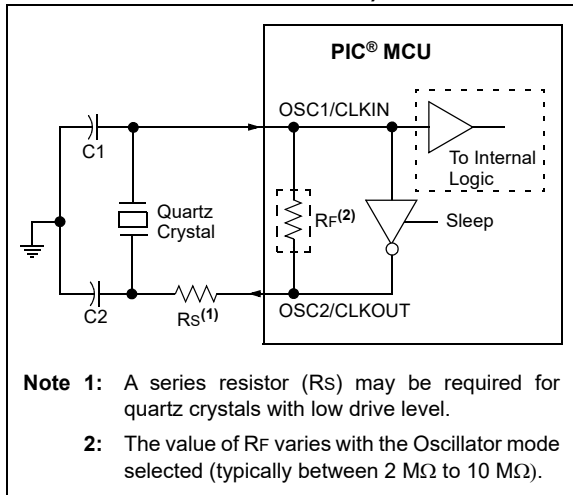 PIC® MCU
OSC1/CLKIN
C1
To Internal
Logic
Quartz
Crystal
RF(2)
Sleep
C2
RS(1)
OSC2/CLKOUT
Note 1: A series resistor (RS) may be required for
quartz crystals with low drive level.
2: The value of RF varies with the Oscillator mode
selected (typically between 2 MΩ to 10 MΩ).